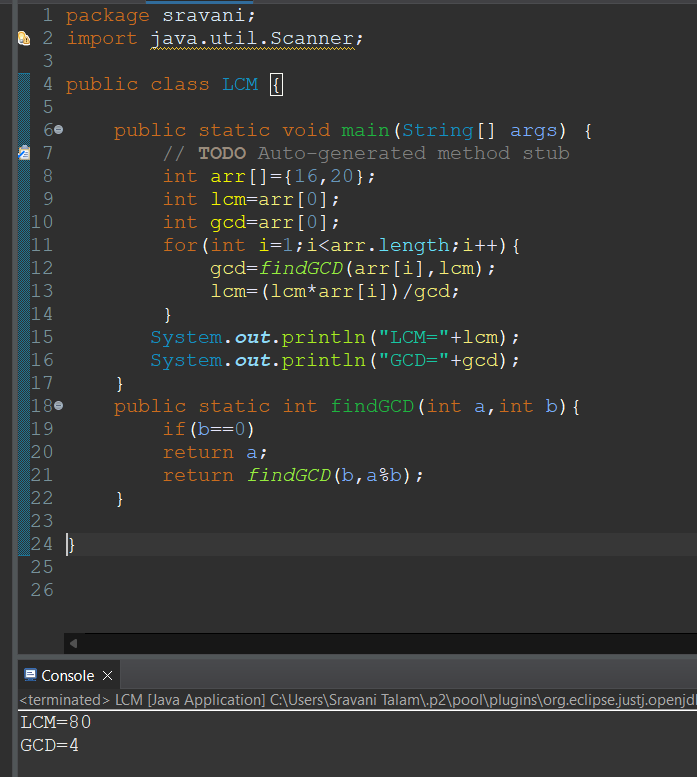 1 package sravani;
2 import java.util.Scanner;
3
4 public class LCM {
5
6 public static void main(String[] args) {
7 // TODO Auto-generated method stub
8 int arr[]={16,20};
9 int lcm=arr[0];
10 int gcd=arr[0];
11 for(int i=1;i<arr.length;i++){
12 gcd=findGCD(arr[i],lcm);
13 lcm=(lcm*arr[i])/gcd;
14 }
15 System.out.println("LCM="+lcm);
16 System.out.println("GCD="+gcd);
17 }
18 public static int findGCD(int a,int b){
19 if(b==0)
20 return a;
21 return findGCD(b,a%b);
22 }
23
24 }
25
26
Console
<terminated> LCM [Java Application] C:\Users\Sravani Talam\.p2\pool\plugins\org.eclipse.justj.openjdl
LCM=80
GCD=4